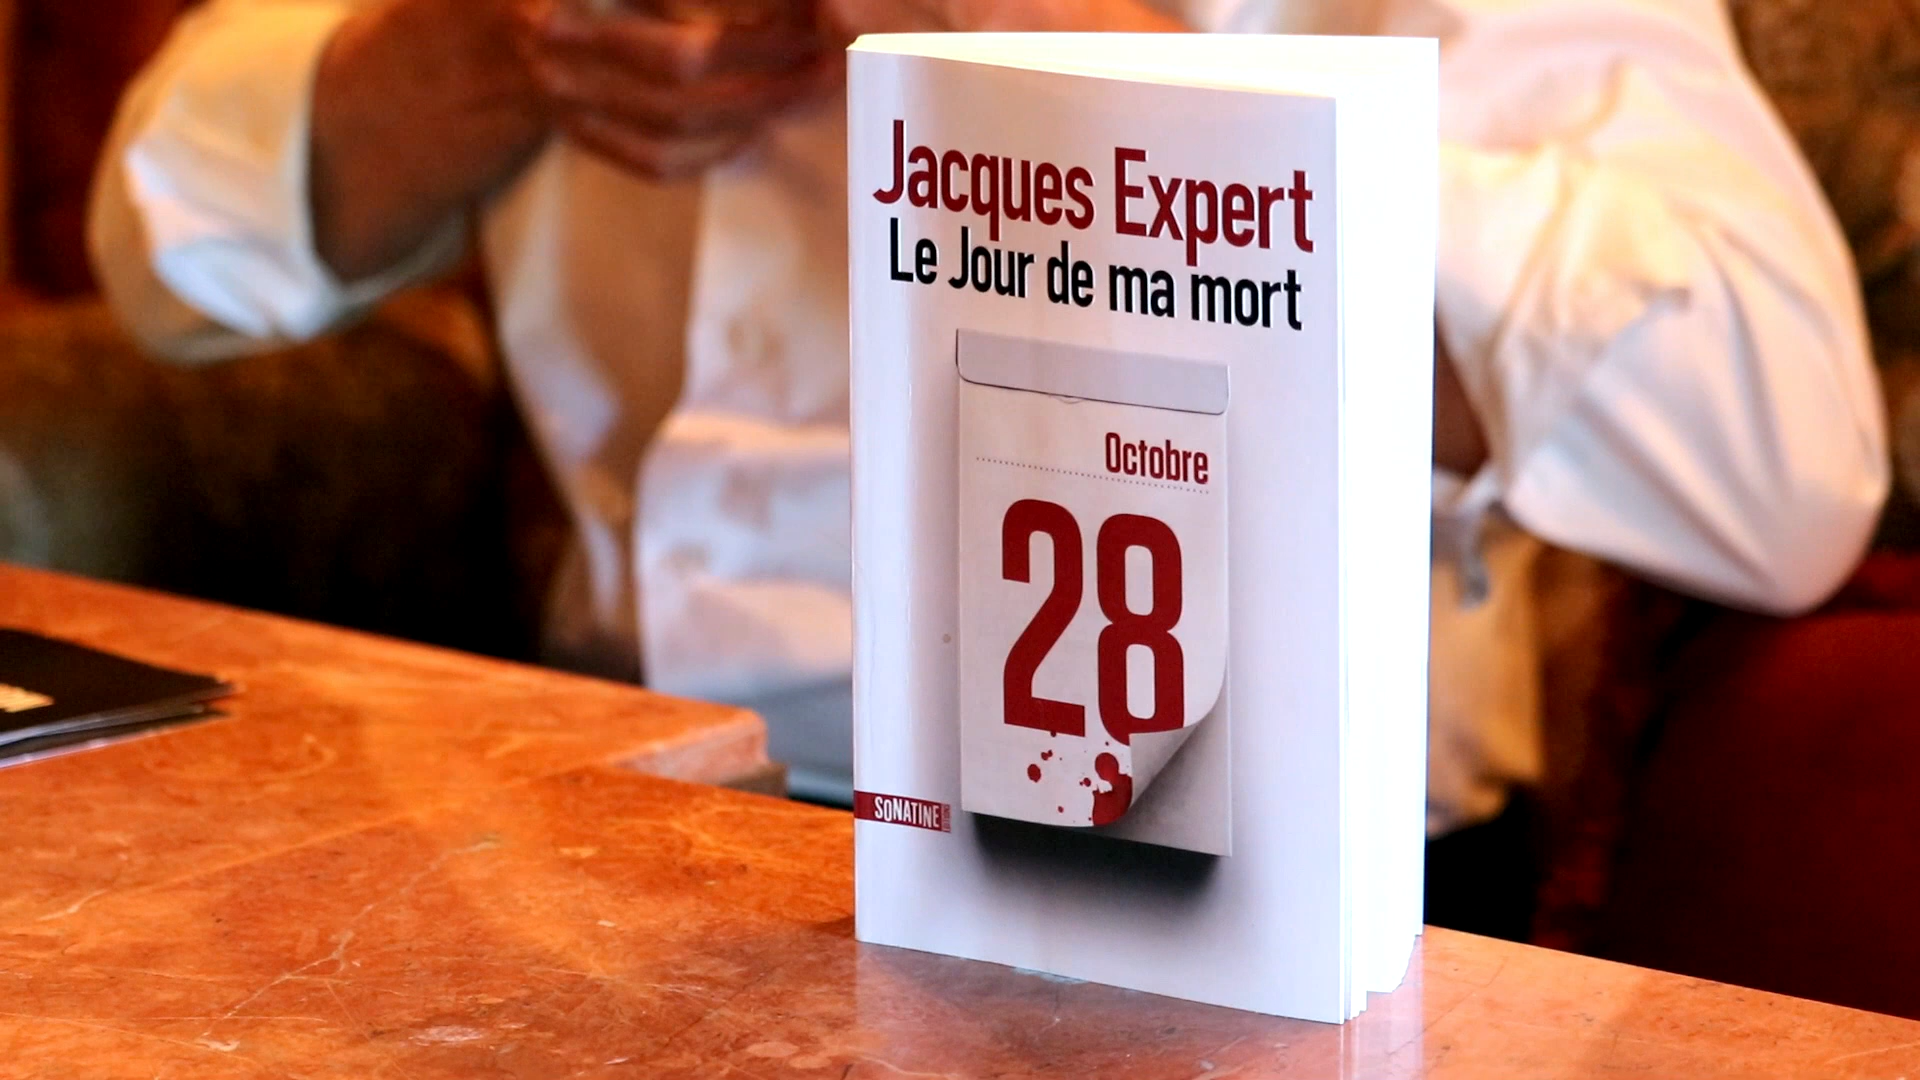 Jacques Expert
Le Jour de ma mort
Octobre
28
SONATINE